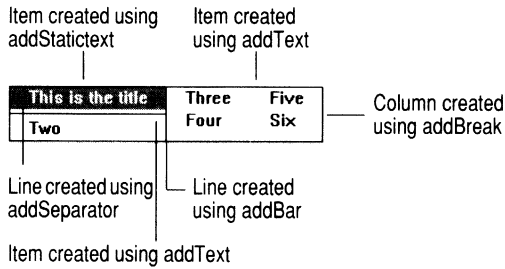 Item created using
addStatictext
Item created
using addText
This is the title
Three Five
Four Six
Two
Column created
using addBreak
Line created using
addSeparator
Line created
using addBar
Item created using addText